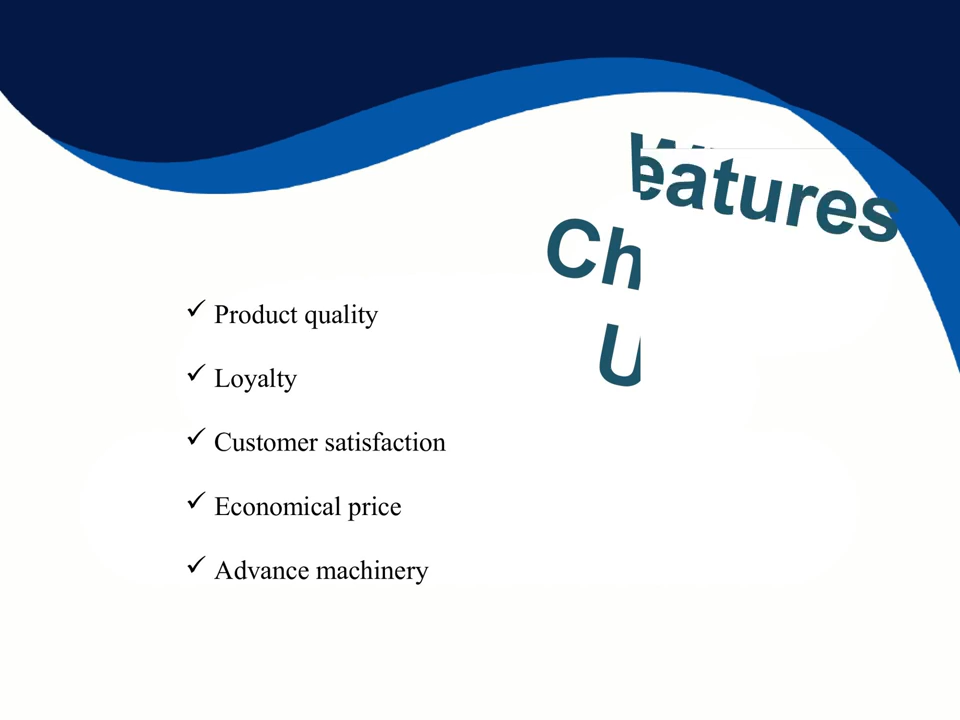 eatures
Ch
U
Product quality
Loyalty
Customer satisfaction
Economical price
Advance machinery